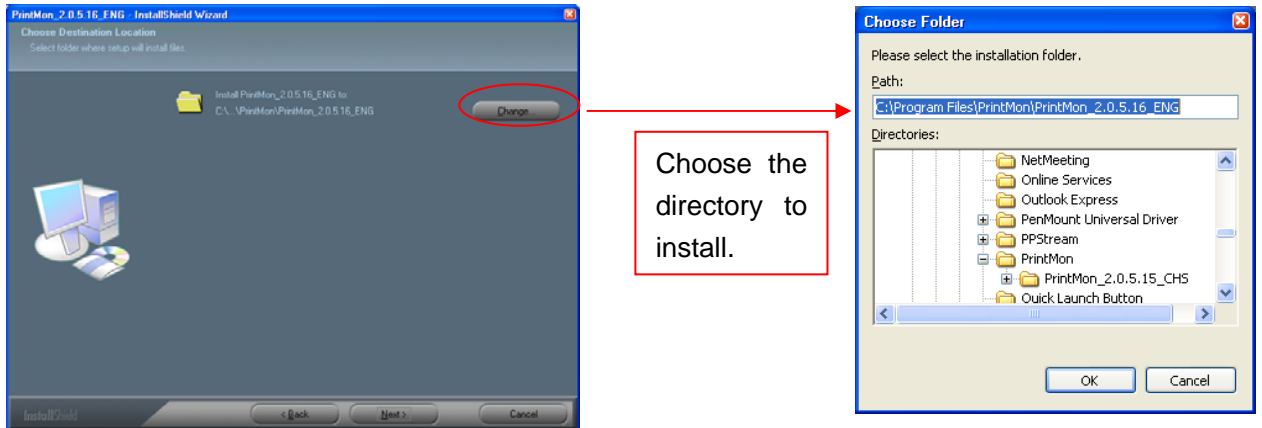 PrintMon_2.0.5.16_ENG - InstallShield Wizard
Choose Destination Location
Select folder where setup will install files.
Install PrintMon_2.0.5.16_ENG to:
C:\...\PrintMon\PrintMon_2.0.5.16_ENG
Change...
InstallShield
< Back
Next >
Cancel
Choose the
directory to
install.
Choose Folder
Please select the installation folder.
Path:
C:\Program Files\PrintMon\PrintMon_2.0.5.16_ENG
Directories:
NetMeeting
Online Services
Outlook Express
PenMount Universal Driver
PPStream
PrintMon
PrintMon_2.0.5.15_CHS
Quick Launch Button
OK
Cancel